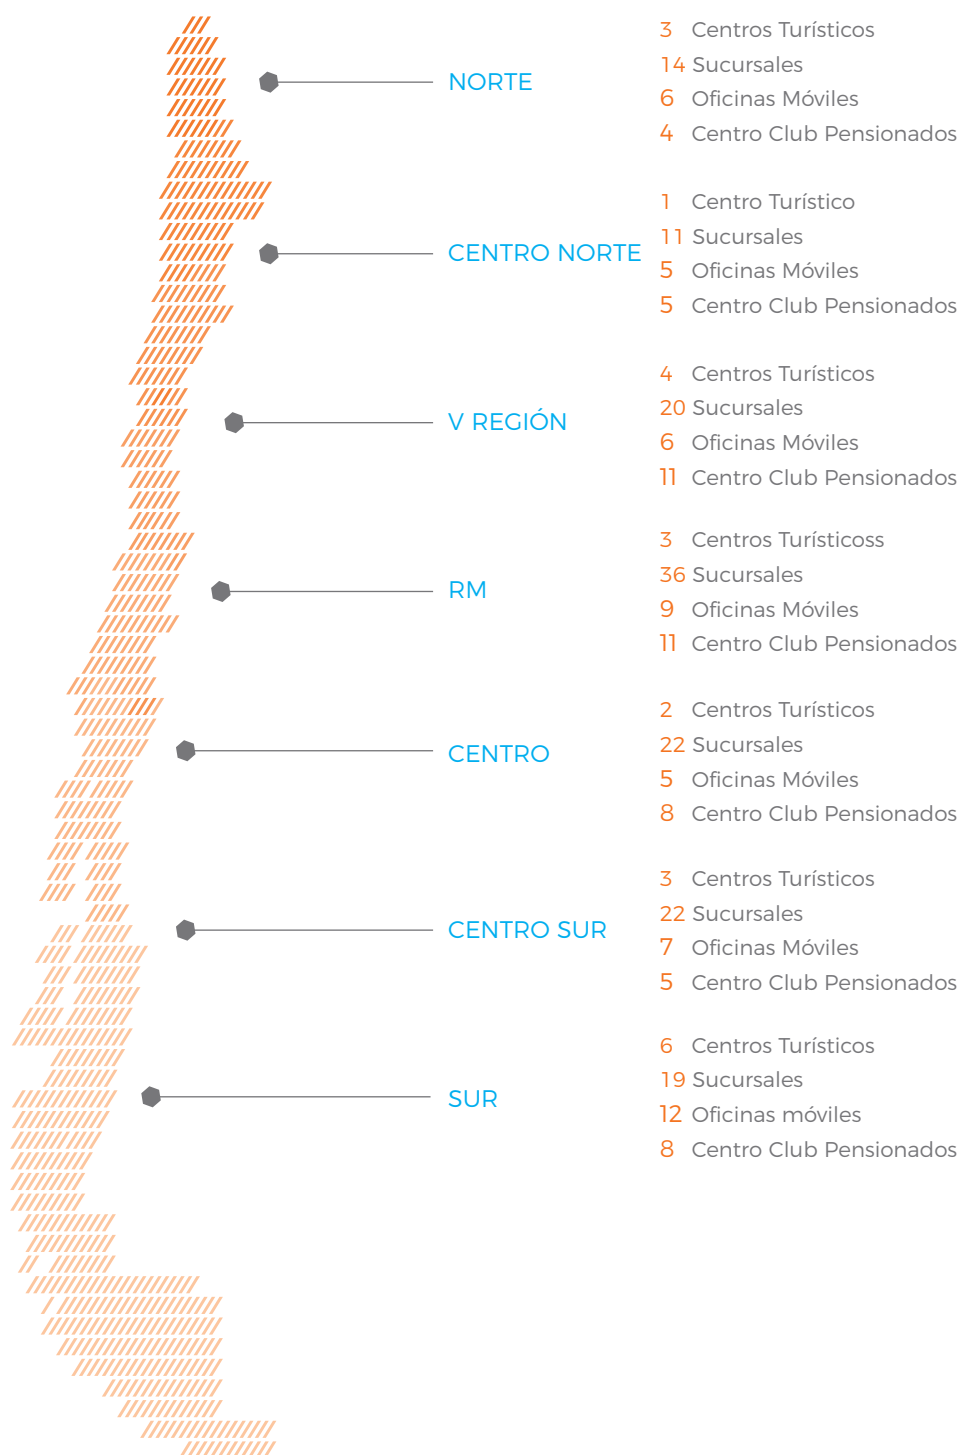 NORTE
3 Centros Turísticos
14 Sucursales
6 Oficinas Móviles
4 Centro Club Pensionados
CENTRO NORTE
1 Centro Turístico
11 Sucursales
5 Oficinas Móviles
5 Centro Club Pensionados
V REGIÓN
4 Centros Turísticos
20 Sucursales
6 Oficinas Móviles
11 Centro Club Pensionados
RM
3 Centros Turísticoss
36 Sucursales
9 Oficinas Móviles
11 Centro Club Pensionados
CENTRO
2 Centros Turísticos
22 Sucursales
5 Oficinas Móviles
8 Centro Club Pensionados
CENTRO SUR
3 Centros Turísticos
22 Sucursales
7 Oficinas Móviles
5 Centro Club Pensionados
SUR
6 Centros Turísticos
19 Sucursales
12 Oficinas móviles
8 Centro Club Pensionados